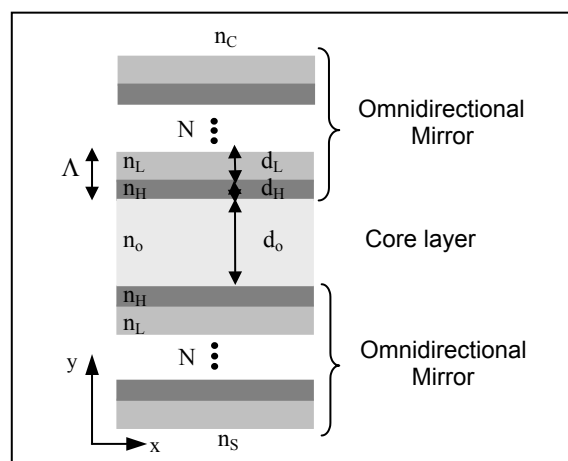 n_C
Omnidirectional
Mirror
N
Λ
n_L
d_L
n_H
d_H
n_o
d_o
Core layer
n_H
n_L
N
Omnidirectional
Mirror
y
x
n_S